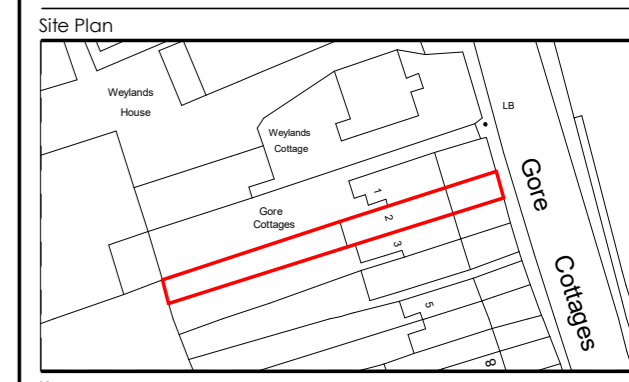 Site Plan
Weylands
House
LB
Weylands
Cottage
Gore
Cottages
1
2
3
5
8
Gore
Cottages